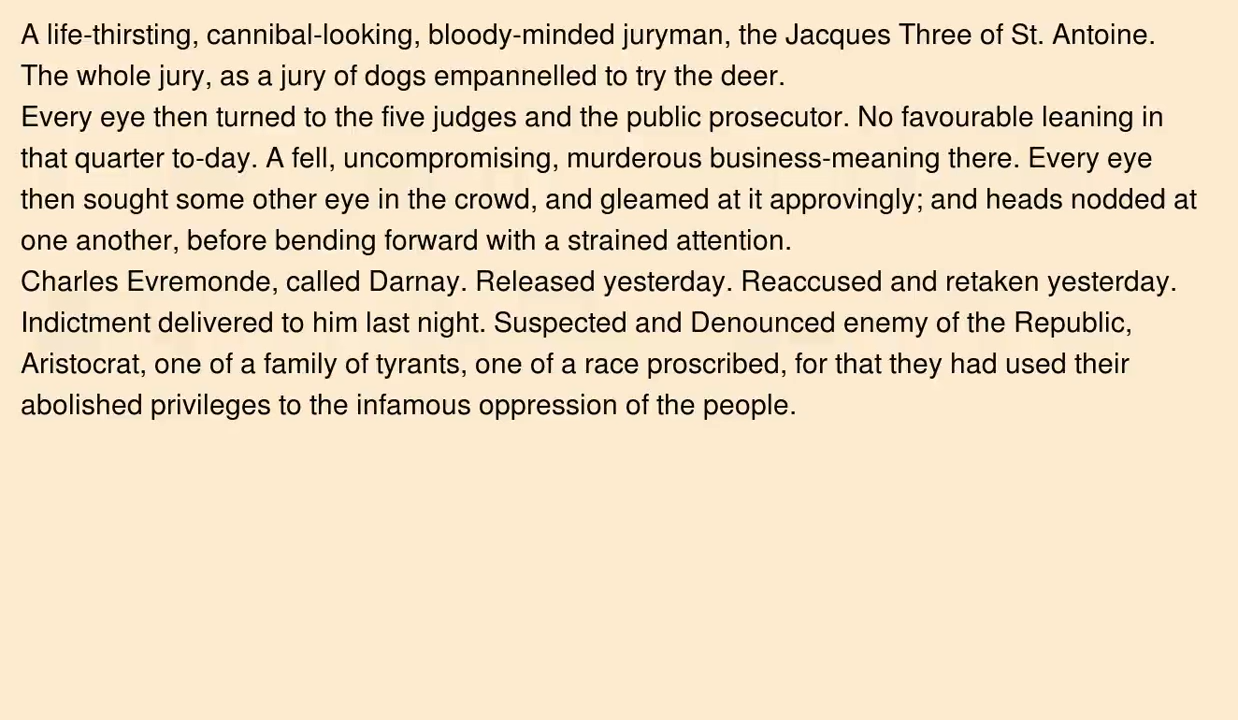 A life-thirsting, cannibal-looking, bloody-minded juryman, the Jacques Three of St. Antoine.
The whole jury, as a jury of dogs empannelled to try the deer.
Every eye then turned to the five judges and the public prosecutor. No favourable leaning in
that quarter to-day. A fell, uncompromising, murderous business-meaning there. Every eye
then sought some other eye in the crowd, and gleamed at it approvingly; and heads nodded at
one another, before bending forward with a strained attention.
Charles Evremonde, called Darnay. Released yesterday. Reaccused and retaken yesterday.
Indictment delivered to him last night. Suspected and Denounced enemy of the Republic,
Aristocrat, one of a family of tyrants, one of a race proscribed, for that they had used their
abolished privileges to the infamous oppression of the people.